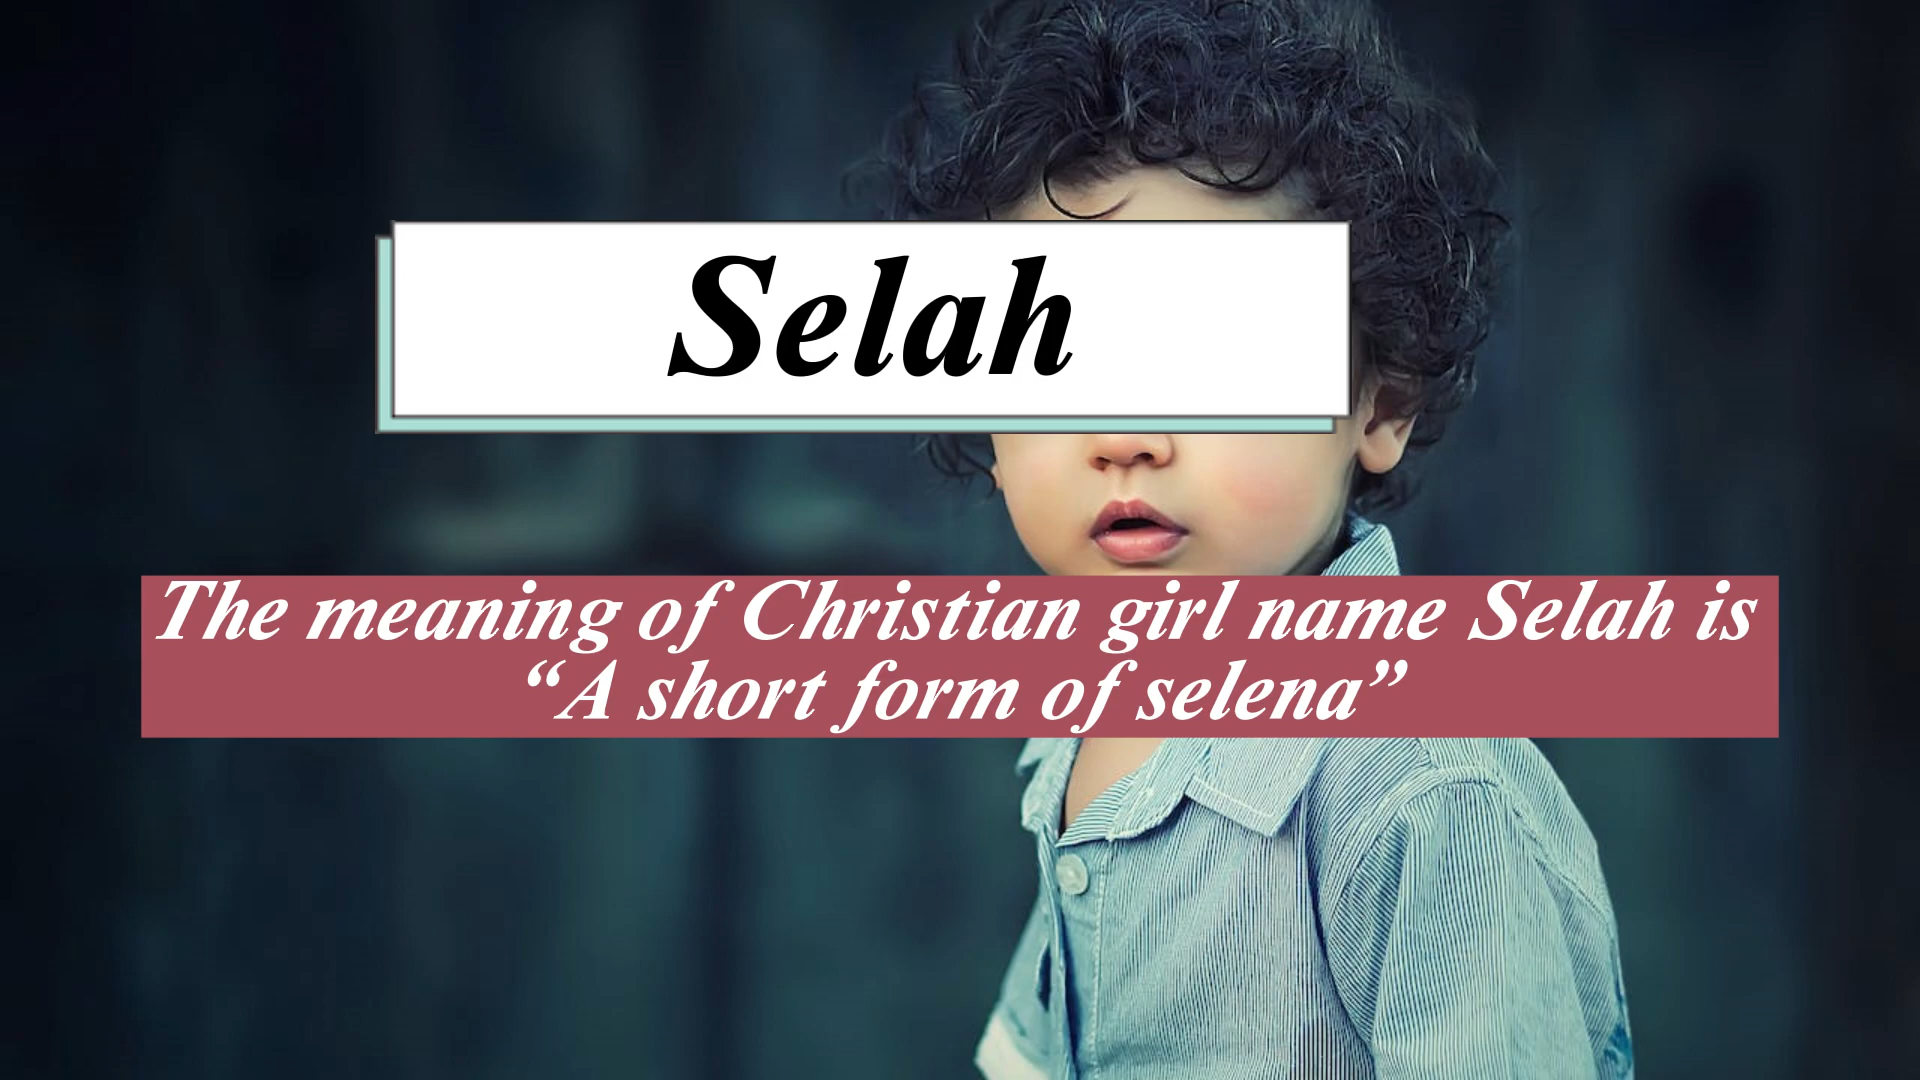 Selah
The meaning of Christian girl name Selah is
“A short form of selena”